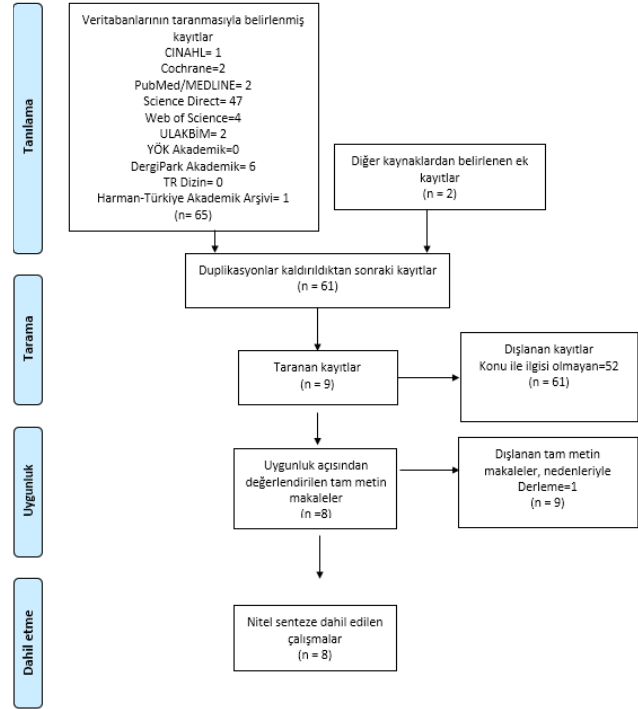 Tanılama
Veritabanlarının taranmasıyla belirlenmiş
kayıtlar
CINAHL= 1
Cochrane=2
PubMed/MEDLINE= 2
Science Direct= 47
Web of Science=4
ULAKBİM= 2
YÖK Akademik=0
DergiPark Akademik= 6
TR Dizin= 0
Harman-Türkiye Akademik Arşivi= 1
(n= 65)
Diğer kaynaklardan belirlenen ek
kayıtlar
(n = 2)
Duplikasyonlar kaldırıldıktan sonraki kayıtlar
(n = 61)
Tarama
Taranan kayıtlar
(n = 9)
Dışlanan kayıtlar
Konu ile ilgisi olmayan=52
(n = 61)
Uygunluk
Uygunluk açısından
değerlendirilen tam metin
makaleler
(n =8)
Dışlanan tam metin
makaleler, nedenleriyle
Derleme=1
(n = 9)
Dahil etme
Nitel senteze dahil edilen
çalışmalar
(n = 8)